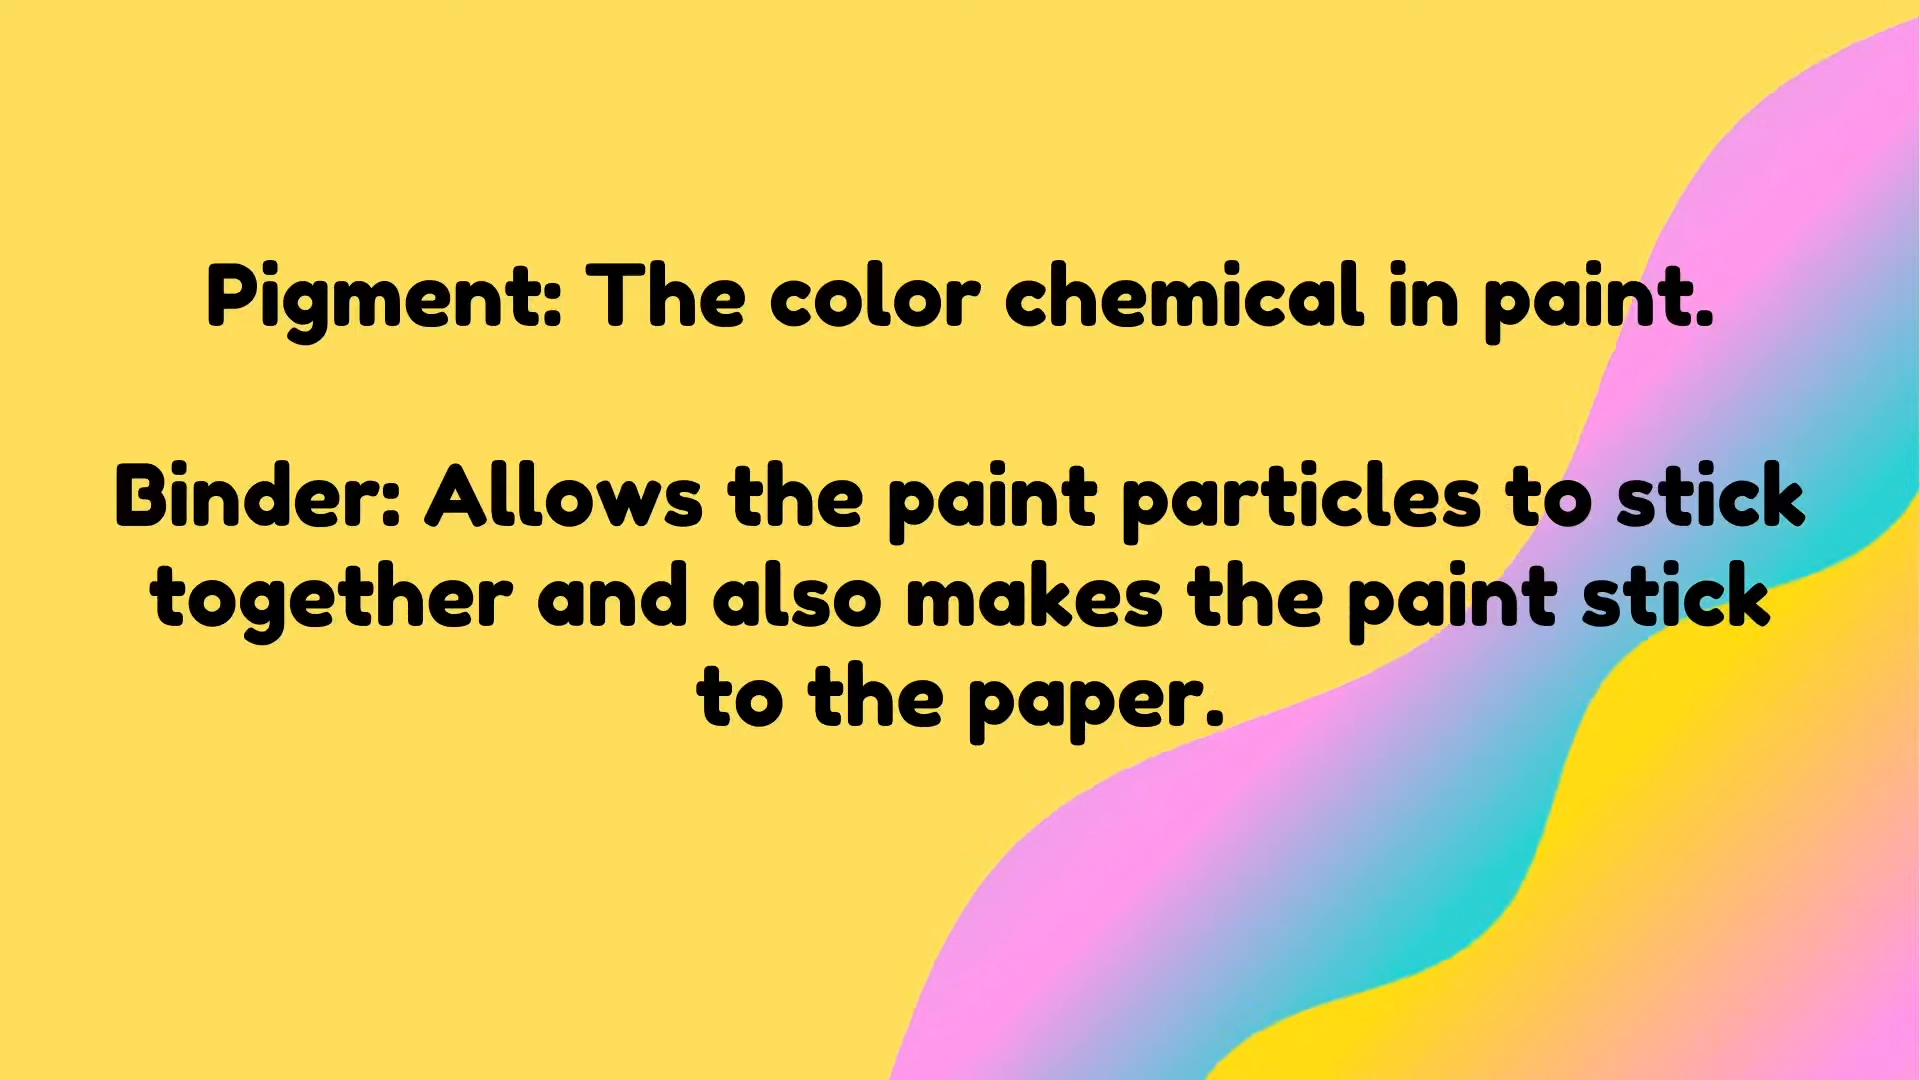 Pigment: The color chemical in paint.
Binder: Allows the paint particles to stick
together and also makes the paint stick
to the paper.